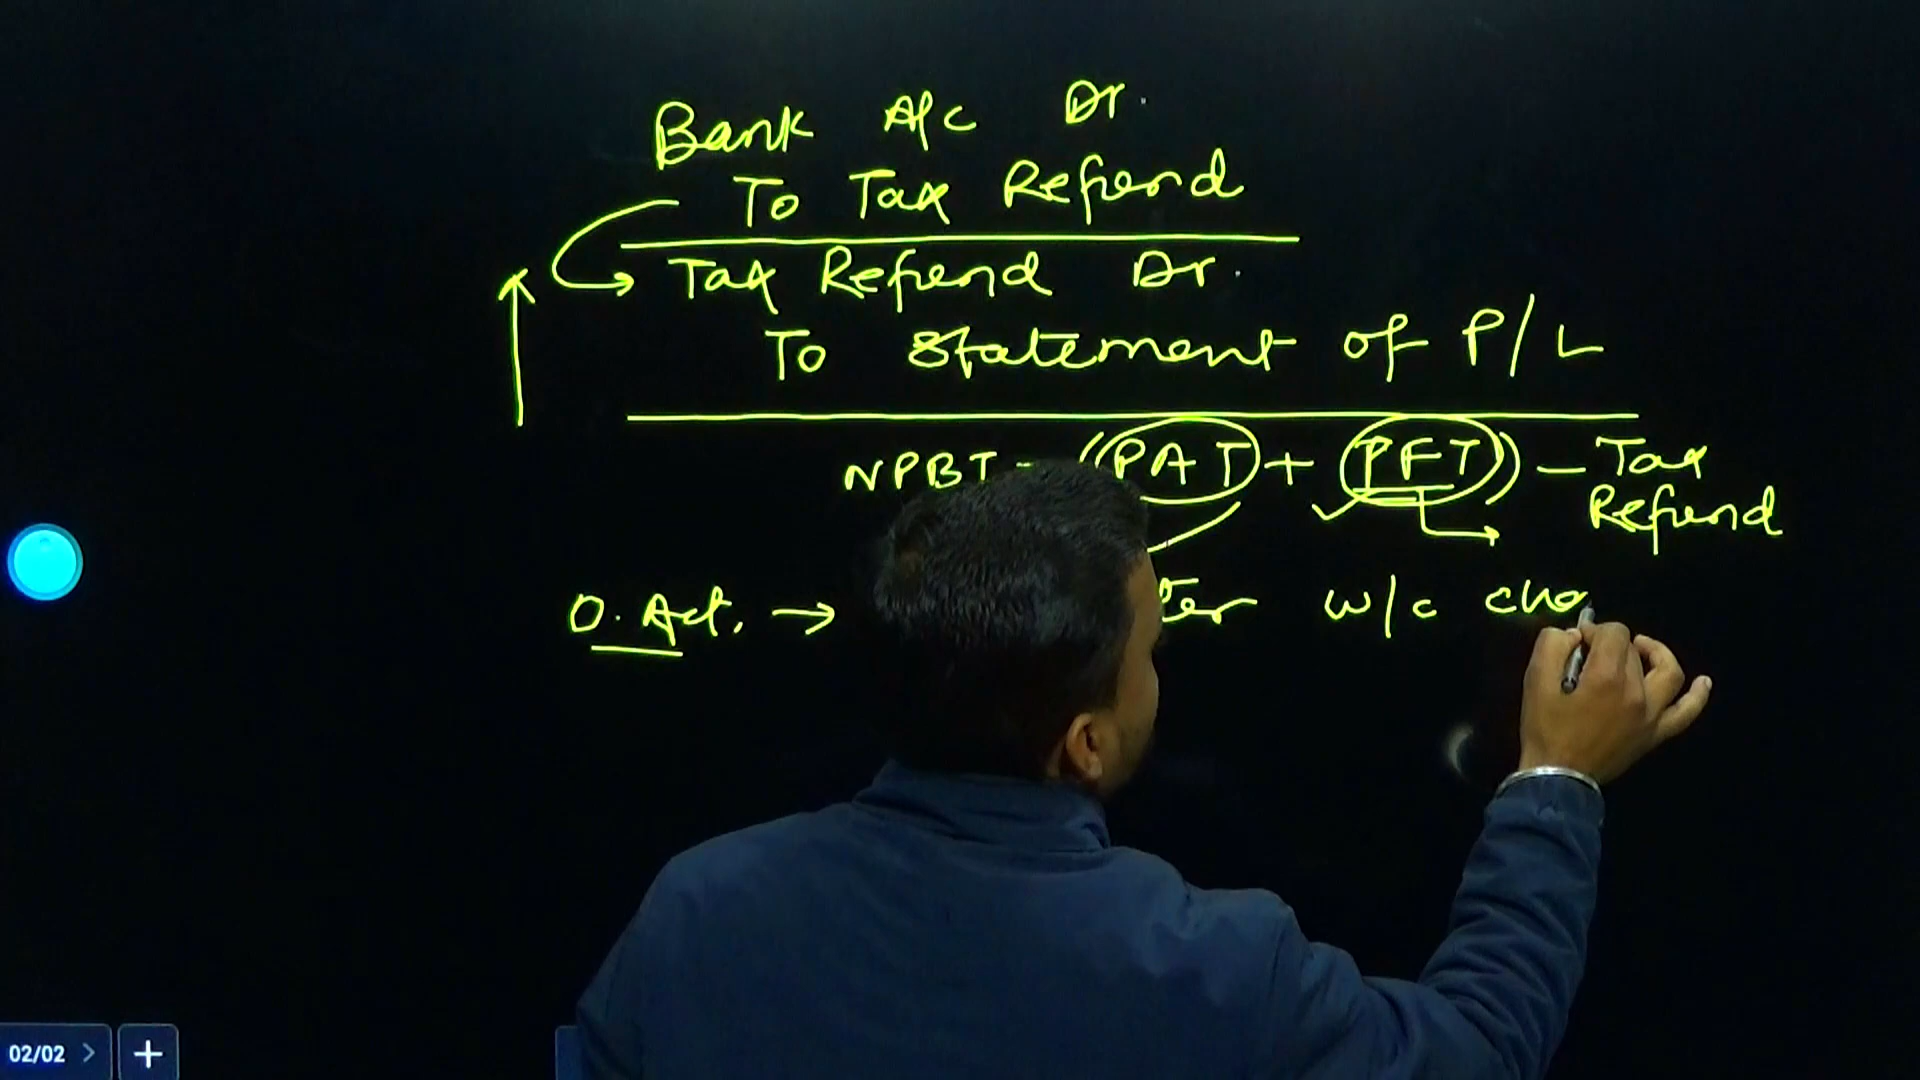 Bank A/c Dr.
To Tax Refund
Tax Refund Dr.
To Statement of P/L
NPBT - ((PAT) + (PFT)) - Tax
Refund
O. Act. → w/c cha
02/02 >